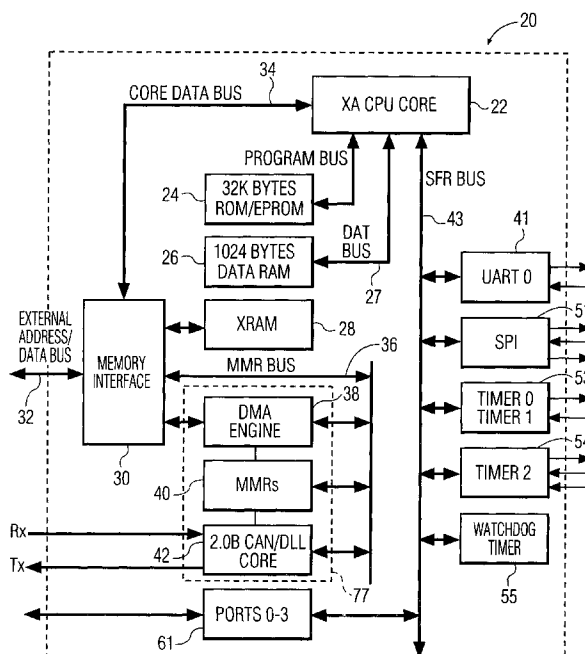 20
34
CORE DATA BUS
XA CPU CORE
22
PROGRAM BUS
SFR BUS
24
32K BYTES
ROM/EPROM
43
DAT
BUS
41
26
1024 BYTES
DATA RAM
27
UART 0
EXTERNAL
ADDRESS/
DATA BUS
XRAM
28
51
SPI
MEMORY
INTERFACE
MMR BUS
36
32
38
TIMER 0
TIMER 1
DMA
ENGINE
30
54
40
MMRs
TIMER 2
Rx
42
2.0B CAN/DLL
CORE
WATCHDOG
TIMER
Tx
77
55
PORTS 0-3
61